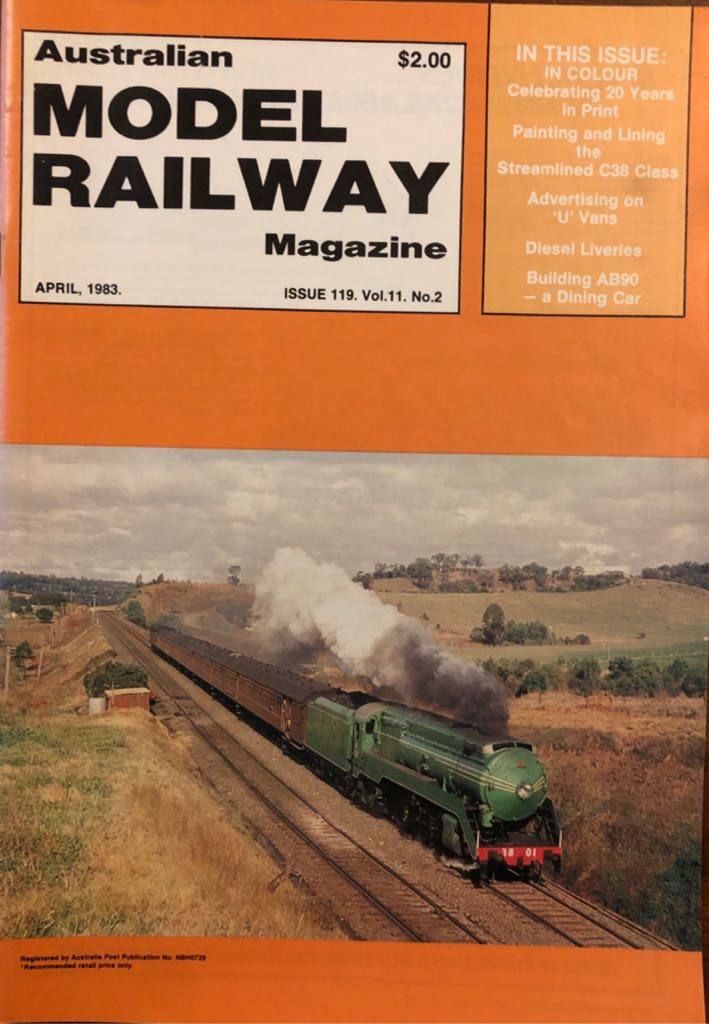 Australian $2.00
MODEL
RAILWAY
Magazine
APRIL, 1983. ISSUE 119. Vol.11. No.2
IN THIS ISSUE:
IN COLOUR
Celebrating 20 Years
in Print
Painting and Lining
the
Streamlined C38 Class
Advertising on
'U' Vans
Diesel Liveries
Building AB90
— a Dining Car
38 01
Registered by Australia Post Publication No. NBH0729
*Recommended retail price only.